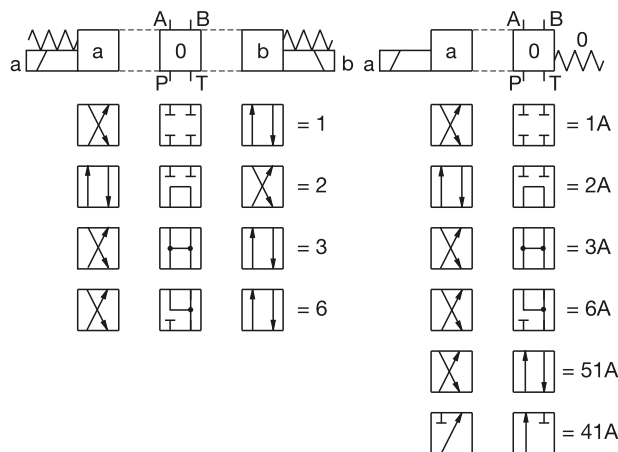 A B
a a 0 b b
P T
= 1
= 2
= 3
= 6
A B
0
a a 0
P T
= 1A
= 2A
= 3A
= 6A
= 51A
= 41A